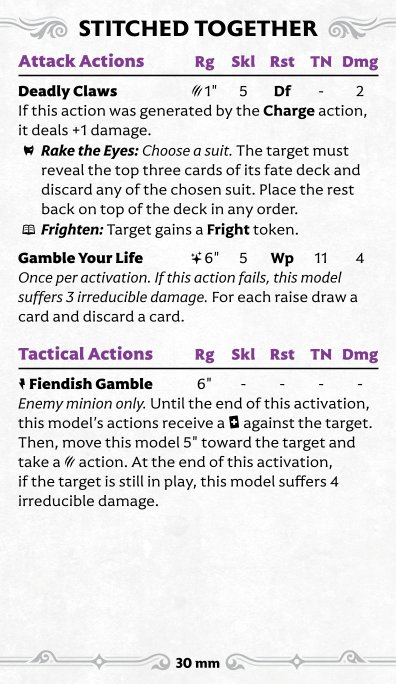 STITCHED TOGETHER
Attack Actions Rg Skl Rst TN Dmg
Deadly Claws 1" 5 Df - 2
If this action was generated by the Charge action,
it deals +1 damage.
Rake the Eyes: Choose a suit. The target must
reveal the top three cards of its fate deck and
discard any of the chosen suit. Place the rest
back on top of the deck in any order.
Frighten: Target gains a Fright token.
Gamble Your Life 6" 5 Wp 11 4
Once per activation. If this action fails, this model
suffers 3 irreducible damage. For each raise draw a
card and discard a card.
Tactical Actions Rg Skl Rst TN Dmg
Fiendish Gamble 6" - - - -
Enemy minion only. Until the end of this activation,
this model's actions receive a + against the target.
Then, move this model 5" toward the target and
take a action. At the end of this activation,
if the target is still in play, this model suffers 4
irreducible damage.
30 mm